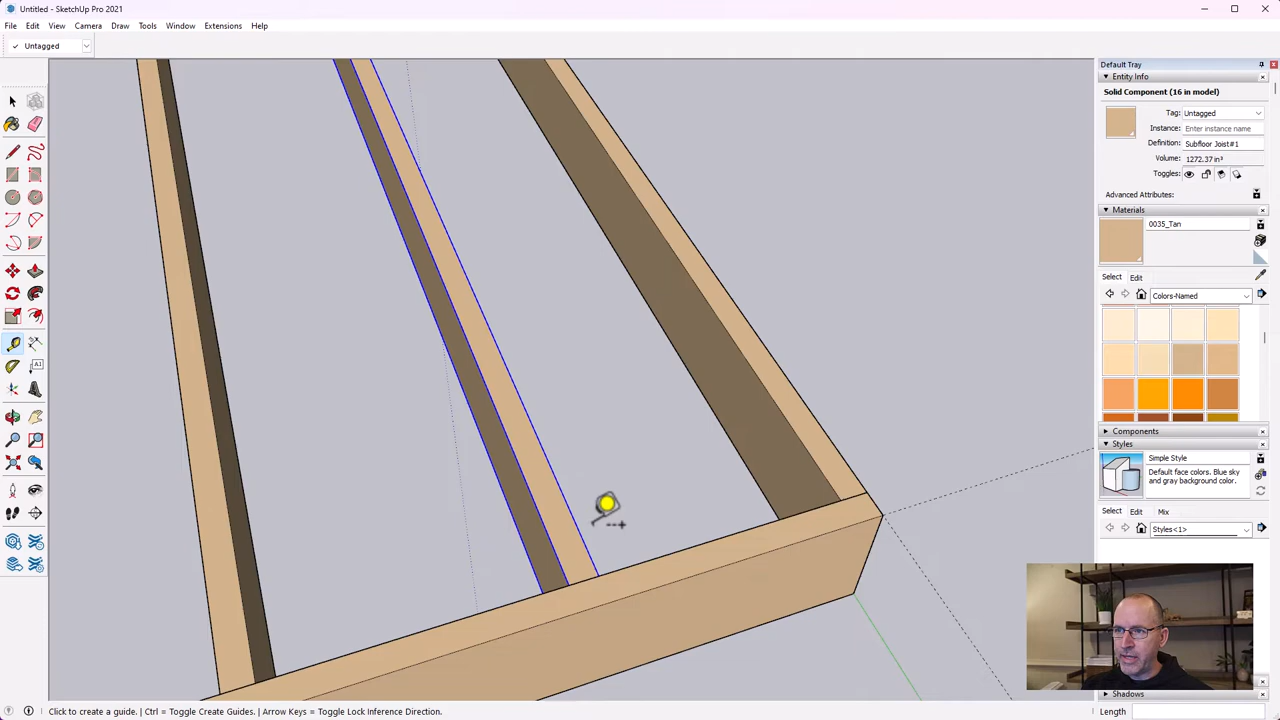 Untitled - SketchUp Pro 2021
File Edit View Camera Draw Tools Window Extensions Help
✓ Untagged
Default Tray
Entity Info
Solid Component (16 in model)
Tag: Untagged
Instance: Enter instance name
Definition: Subfloor Joist#1
Volume: 1272.37 in³
Toggles:
Advanced Attributes:
Materials
0035_Tan
Select Edit
Colors-Named
Components
Styles
Simple Style
Default face colors. Blue sky
and gray background color.
Select Edit Mix
Styles<1>
Shadows
Click to create a guide. | Ctrl = Toggle Create Guides. | Arrow Keys = Toggle Lock Inference Direction.
Length